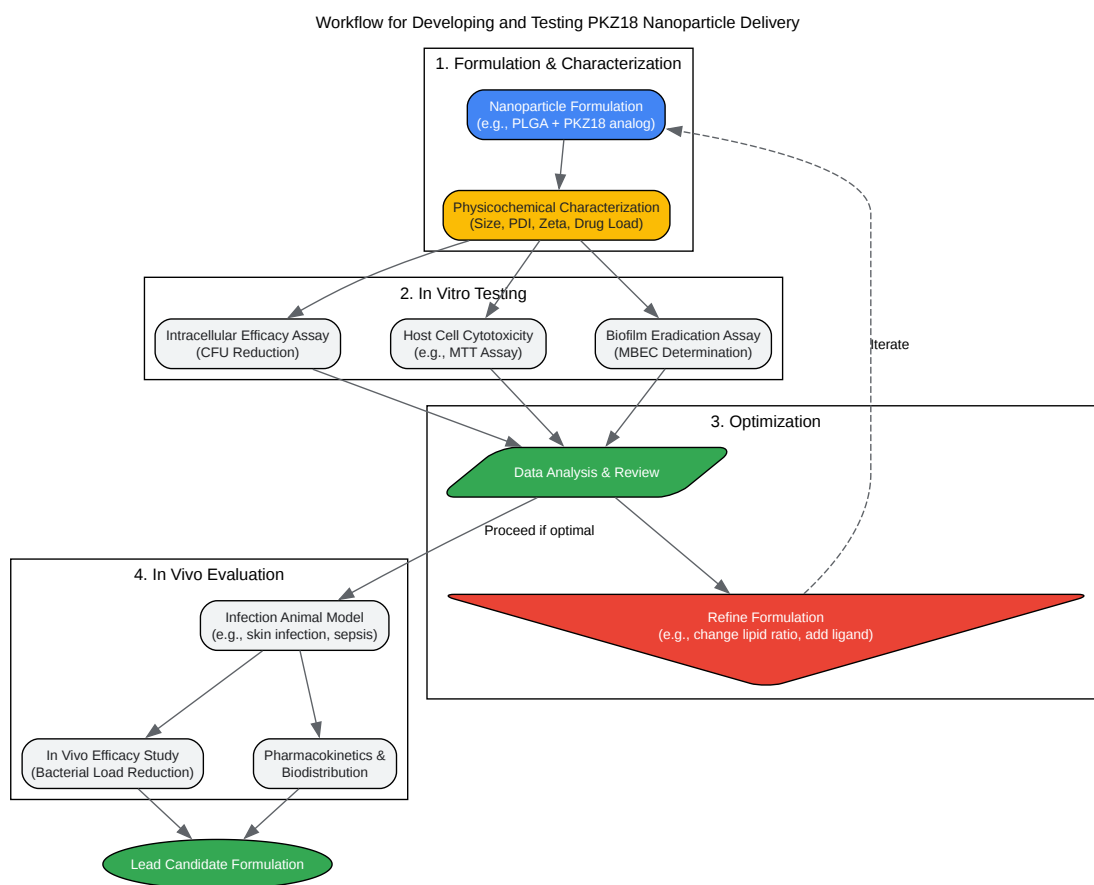 Workflow for Developing and Testing PKZ18 Nanoparticle Delivery
1. Formulation & Characterization
Nanoparticle Formulation
(e.g., PLGA + PKZ18 analog)
Physicochemical Characterization
(Size, PDI, Zeta, Drug Load)
2. In Vitro Testing
Intracellular Efficacy Assay
(CFU Reduction)
Host Cell Cytotoxicity
(e.g., MTT Assay)
Biofilm Eradication Assay
(MBEC Determination)
Iterate
3. Optimization
Data Analysis & Review
Proceed if optimal
Refine Formulation
(e.g., change lipid ratio, add ligand)
4. In Vivo Evaluation
Infection Animal Model
(e.g., skin infection, sepsis)
In Vivo Efficacy Study
(Bacterial Load Reduction)
Pharmacokinetics &
Biodistribution
Lead Candidate Formulation